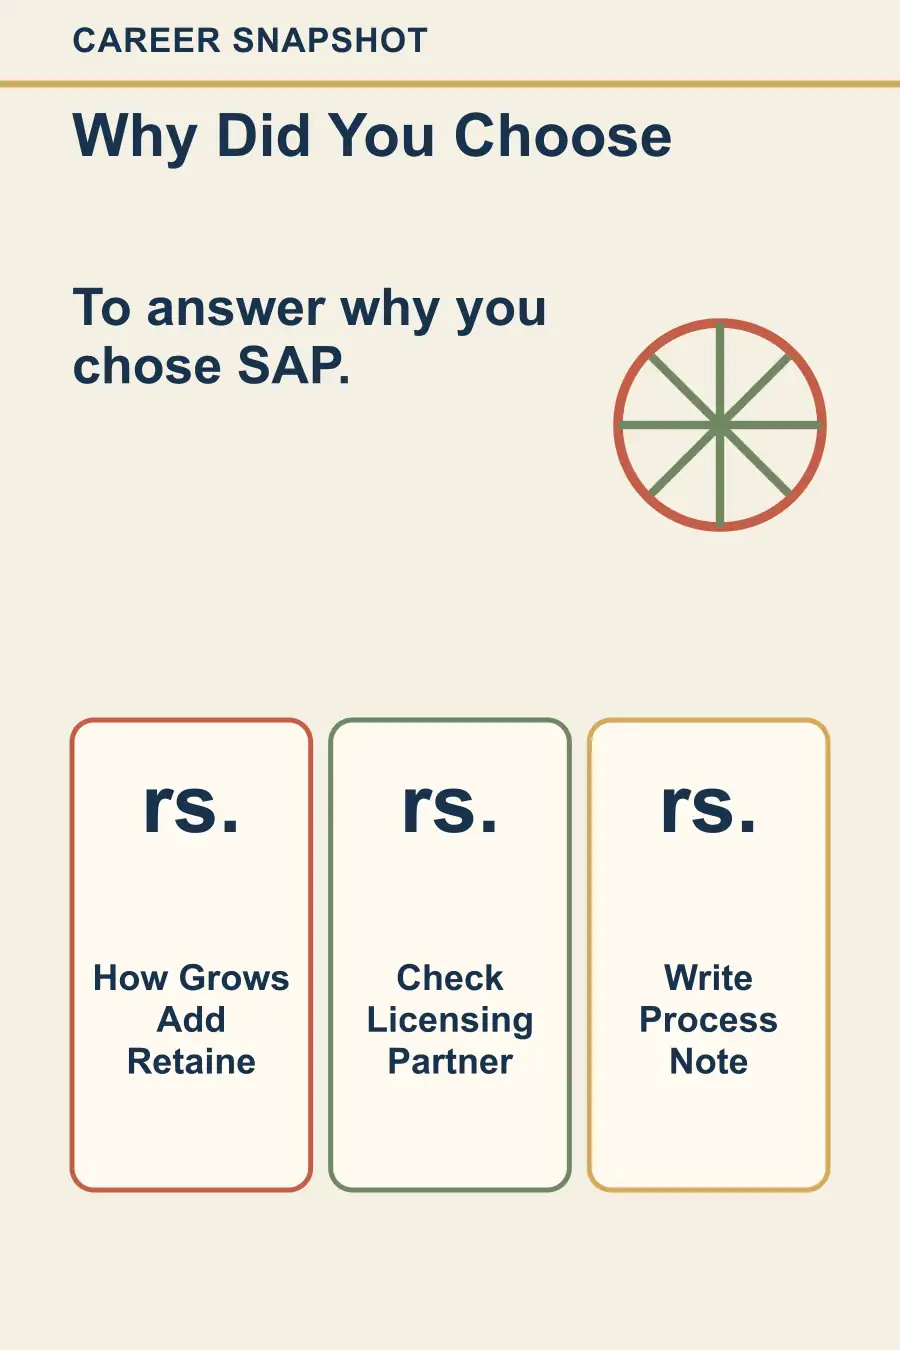 CAREER SNAPSHOT
Why Did You Choose
To answer why you
chose SAP.
rs.
How Grows
Add
Retaine
rs.
Check
Licensing
Partner
rs.
Write
Process
Note